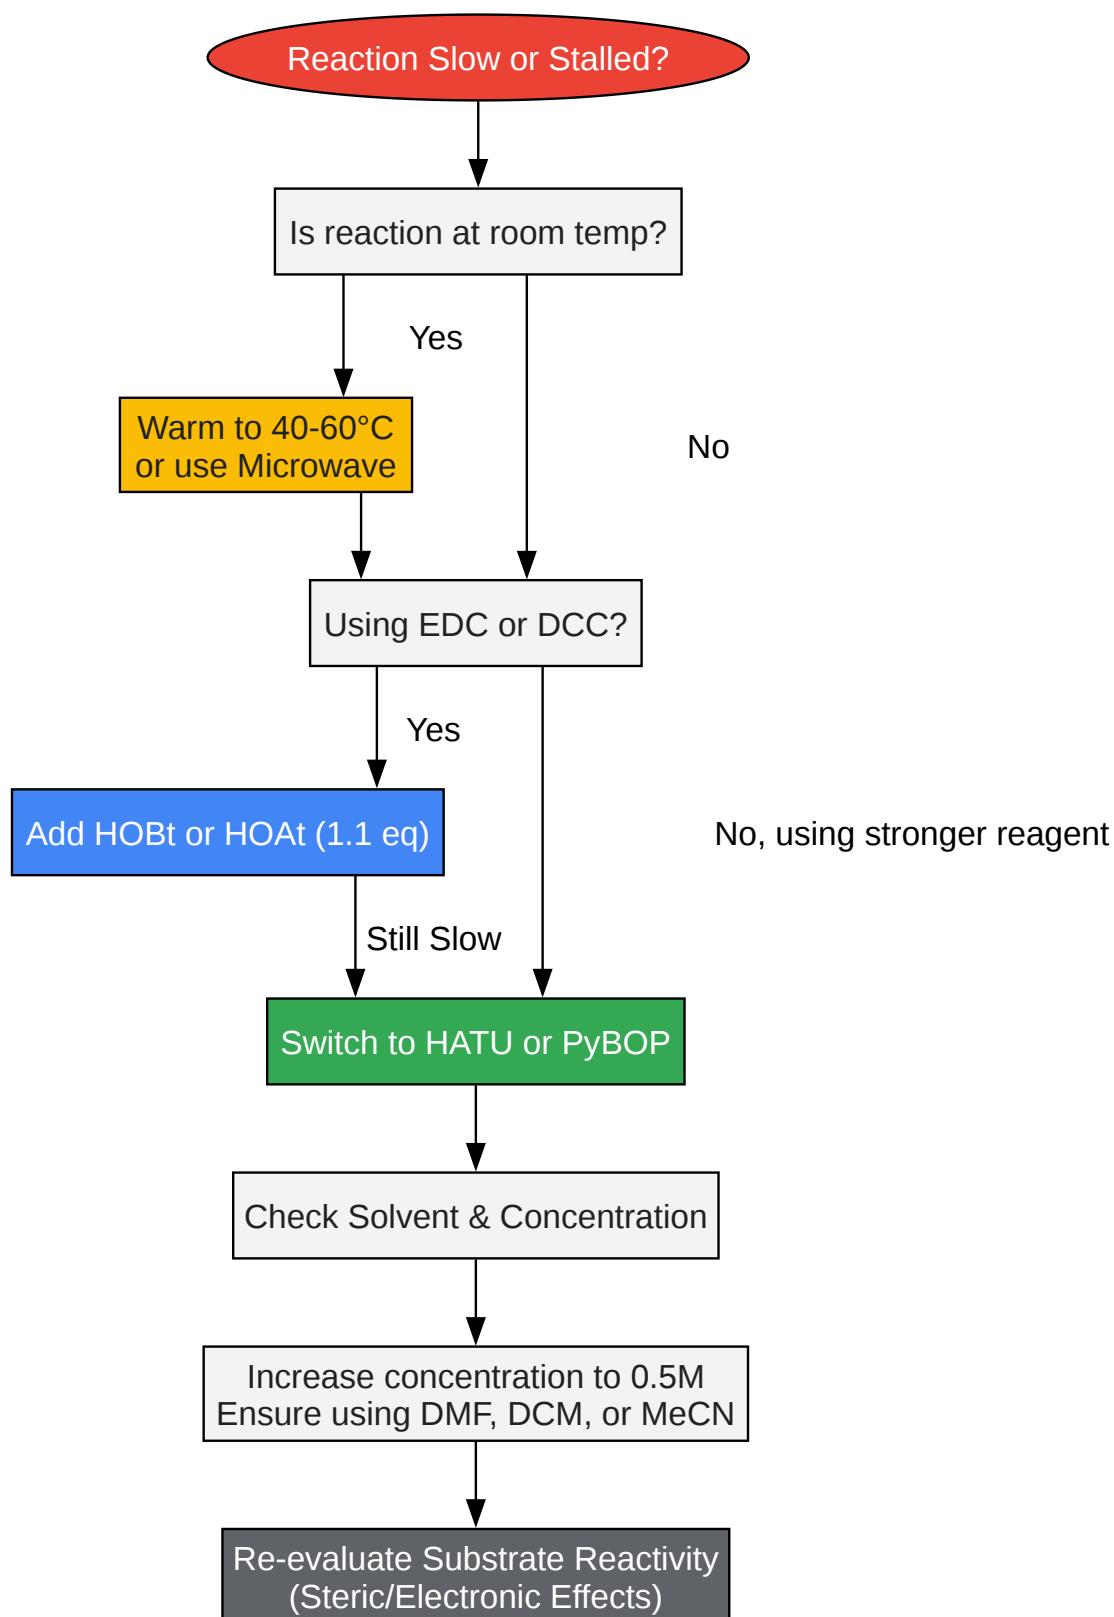 Reaction Slow or Stalled?
Is reaction at room temp?
Yes
Warm to 40-60°C
or use Microwave
No
Using EDC or DCC?
Yes
Add HOBt or HOAt (1.1 eq)
No, using stronger reagent
Still Slow
Switch to HATU or PyBOP
Check Solvent & Concentration
Increase concentration to 0.5M
Ensure using DMF, DCM, or MeCN
Re-evaluate Substrate Reactivity
(Steric/Electronic Effects)